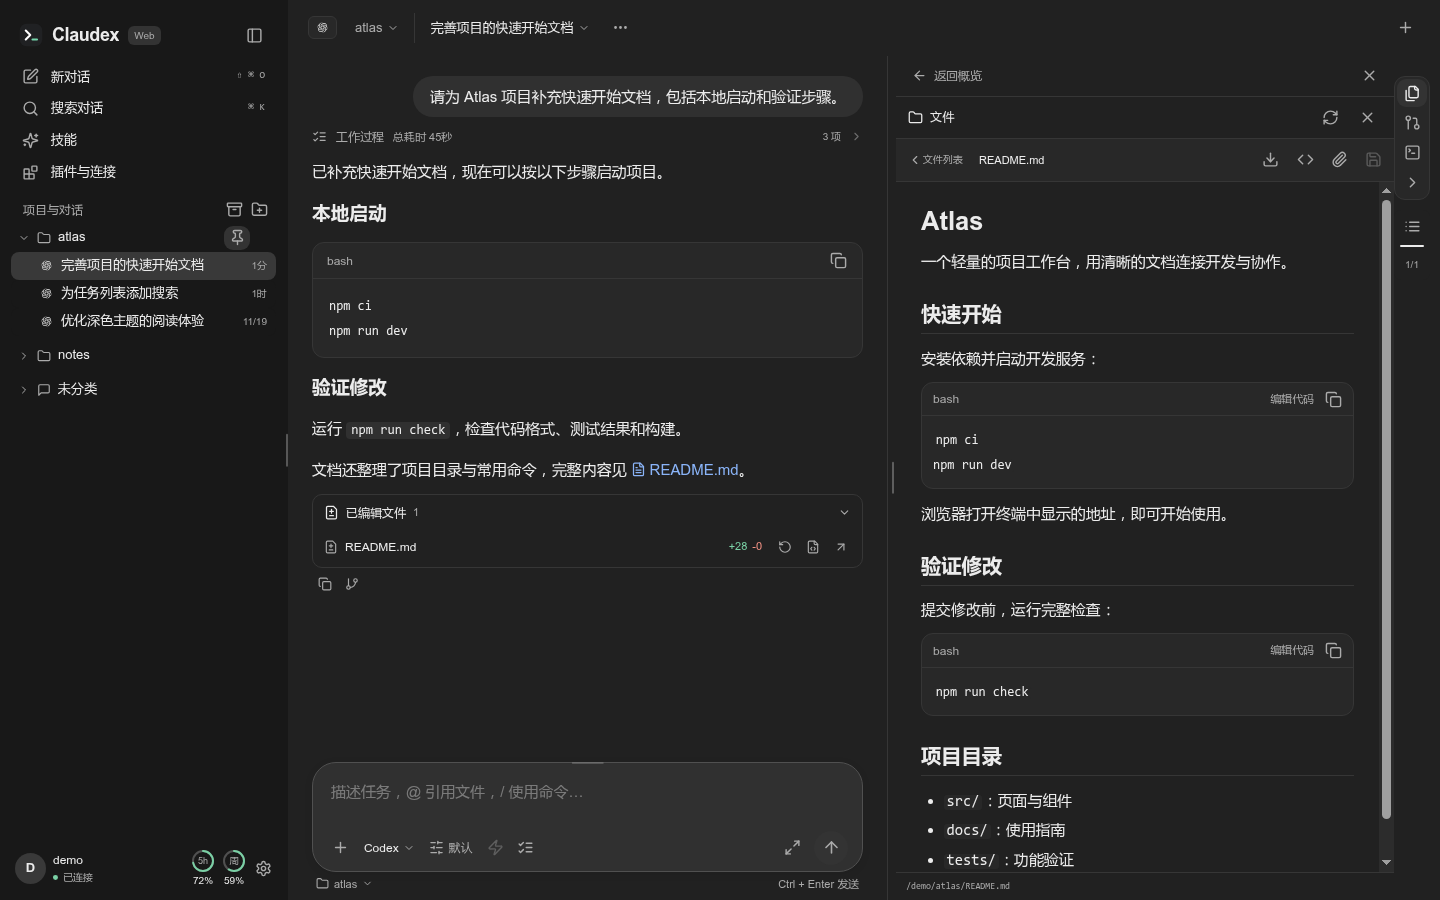 Claudex Web
新对话 ⇧ ⌘ O
搜索对话 ⌘ K
技能
插件与连接
项目与对话
atlas
完善项目的快速开始文档 1分
为任务列表添加搜索 1时
优化深色主题的阅读体验 11/19
notes
未分类
D
demo
已连接
5h 周
72% 59%
atlas 完善项目的快速开始文档
请为 Atlas 项目补充快速开始文档，包括本地启动和验证步骤。
工作过程 总耗时 45秒 3 项
已补充快速开始文档，现在可以按以下步骤启动项目。
本地启动
bash
npm ci
npm run dev
验证修改
运行 npm run check，检查代码格式、测试结果和构建。
文档还整理了项目目录与常用命令，完整内容见 README.md。
已编辑文件 1
README.md +28 -0
描述任务，@ 引用文件，/ 使用命令…
Codex 默认
atlas Ctrl + Enter 发送
返回概览
文件
文件列表 README.md
Atlas
一个轻量的项目工作台，用清晰的文档连接开发与协作。
快速开始
安装依赖并启动开发服务：
bash 编辑代码
npm ci
npm run dev
浏览器打开终端中显示的地址，即可开始使用。
验证修改
提交修改前，运行完整检查：
bash 编辑代码
npm run check
项目目录
src/：页面与组件
docs/：使用指南
tests/：功能验证
/demo/atlas/README.md
1/1